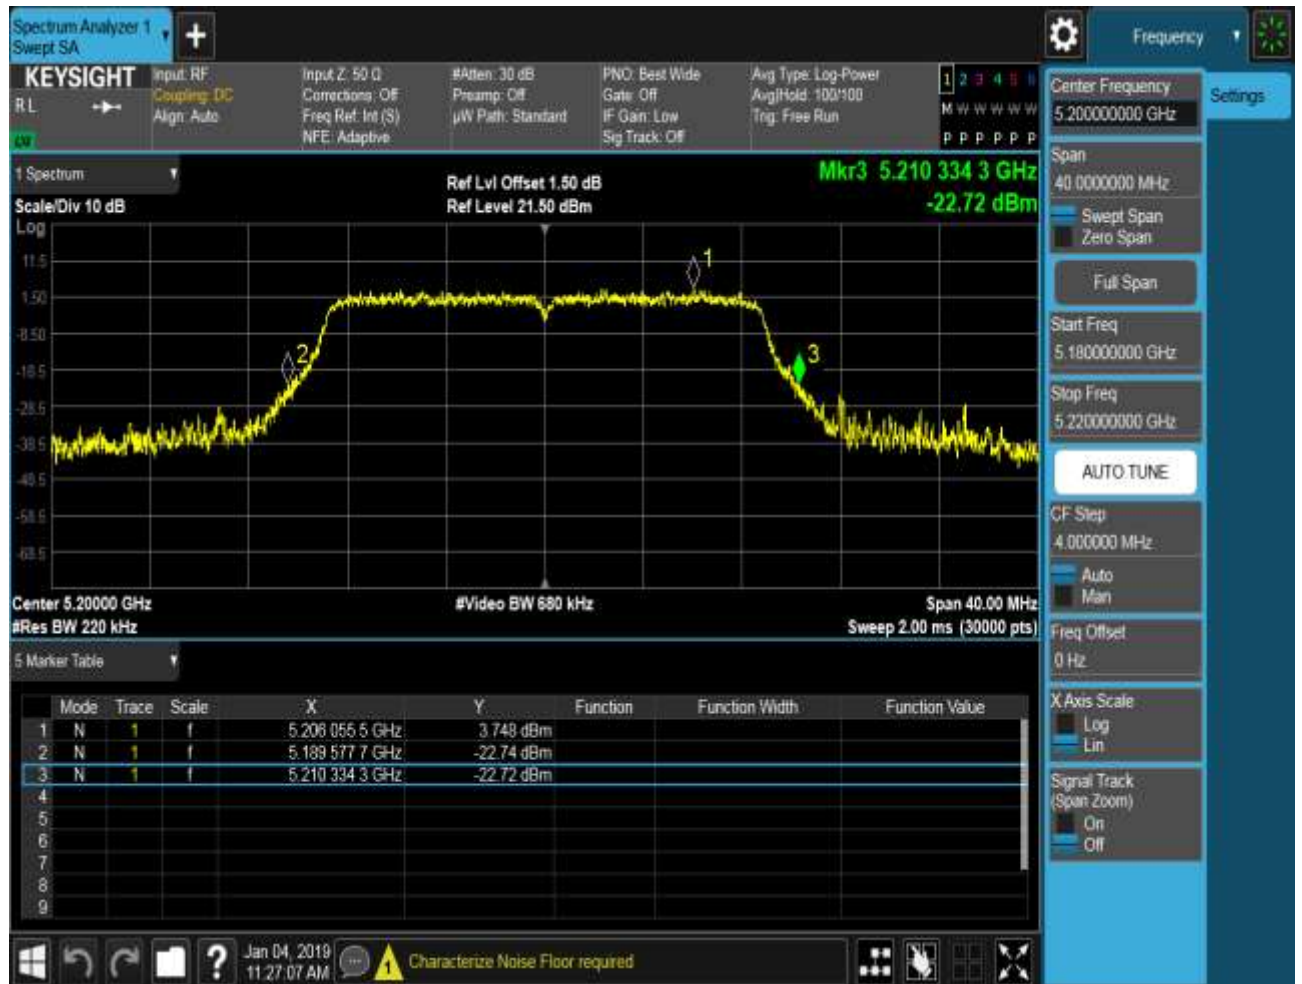 Spectrum Analyzer 1
Swept SA
Frequency
KEYSIGHT
R L
Input: RF
Coupling: DC
Align: Auto
Input Z: 50 Ω
Corrections: Off
Freq Ref: Int (S)
NFE: Adaptive
#Atten: 30 dB
Preamp: Off
µW Path: Standard
PNO: Best Wide
Gate: Off
IF Gain: Low
Sig Track: Off
Avg Type: Log-Power
Avg|Hold: 100/100
Trig: Free Run
1 2 3 4 5 6
M W W W W W
P P P P P P
1 Spectrum
Scale/Div 10 dB
Ref Lvl Offset 1.50 dB
Ref Level 21.50 dBm
Mkr3 5.210 334 3 GHz
-22.72 dBm
Log
11.5
1.50
-8.50
-18.5
-28.5
-38.5
-48.5
-58.5
-68.5
1
2
3
Center 5.20000 GHz
#Res BW 220 kHz
#Video BW 680 kHz
Span 40.00 MHz
Sweep 2.00 ms (30000 pts)
5 Marker Table
Mode Trace Scale X Y Function Function Width Function Value
1 N 1 f 5.206 055 5 GHz 3.748 dBm
2 N 1 f 5.189 577 7 GHz -22.74 dBm
3 N 1 f 5.210 334 3 GHz -22.72 dBm
4
5
6
7
8
9
Jan 04, 2019
11:27:07 AM
Characterize Noise Floor required
Settings
Center Frequency
5.200000000 GHz
Span
40.0000000 MHz
Swept Span
Zero Span
Full Span
Start Freq
5.180000000 GHz
Stop Freq
5.220000000 GHz
AUTO TUNE
CF Step
4.000000 MHz
Auto
Man
Freq Offset
0 Hz
X Axis Scale
Log
Lin
Signal Track
(Span Zoom)
On
Off